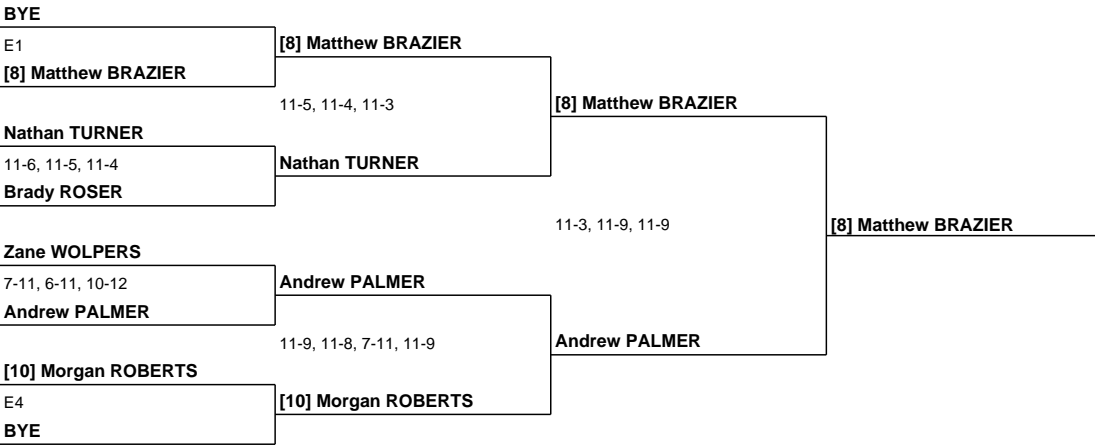 BYE
E1
[8] Matthew BRAZIER
[8] Matthew BRAZIER
11-5, 11-4, 11-3
[8] Matthew BRAZIER
Nathan TURNER
11-6, 11-5, 11-4
Nathan TURNER
Brady ROSER
11-3, 11-9, 11-9
[8] Matthew BRAZIER
Zane WOLPERS
7-11, 6-11, 10-12
Andrew PALMER
Andrew PALMER
11-9, 11-8, 7-11, 11-9
Andrew PALMER
[10] Morgan ROBERTS
E4
[10] Morgan ROBERTS
BYE